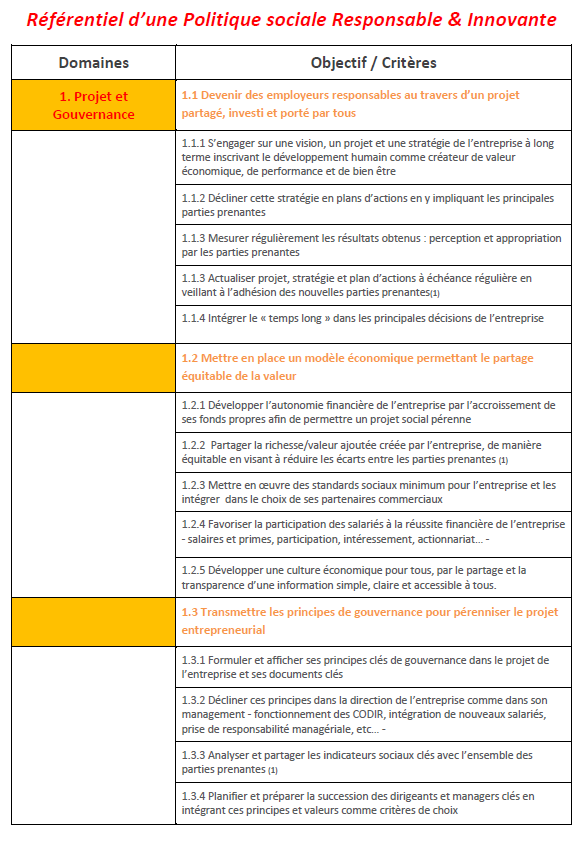 Référentiel d’une Politique sociale Responsable & Innovante
Domaines
Objectif / Critères
1. Projet et
Gouvernance
1.1 Devenir des employeurs responsables au travers d’un projet
partagé, investi et porté par tous
1.1.1 S’engager sur une vision, un projet et une stratégie de l’entreprise à long
terme inscrivant le développement humain comme créateur de valeur
économique, de performance et de bien être
1.1.2 Décliner cette stratégie en plans d’actions en y impliquant les principales
parties prenantes
1.1.3 Mesurer régulièrement les résultats obtenus : perception et appropriation
par les parties prenantes
1.1.3 Actualiser projet, stratégie et plan d’actions à échéance régulière en
veillant à l’adhésion des nouvelles parties prenantes(1)
1.1.4 Intégrer le « temps long » dans les principales décisions de l’entreprise
1.2 Mettre en place un modèle économique permettant le partage
équitable de la valeur
1.2.1 Développer l’autonomie financière de l’entreprise par l’accroissement de
ses fonds propres afin de permettre un projet social pérenne
1.2.2 Partager la richesse/valeur ajoutée créée par l’entreprise, de manière
équitable en visant à réduire les écarts entre les parties prenantes (1)
1.2.3 Mettre en œuvre des standards sociaux minimum pour l’entreprise et les
intégrer dans le choix de ses partenaires commerciaux
1.2.4 Favoriser la participation des salariés à la réussite financière de l’entreprise
- salaires et primes, participation, intéressement, actionnariat... -
1.2.5 Développer une culture économique pour tous, par le partage et la
transparence d’une information simple, claire et accessible à tous.
1.3 Transmettre les principes de gouvernance pour pérenniser le projet
entrepreneurial
1.3.1 Formuler et afficher ses principes clés de gouvernance dans le projet de
l’entreprise et ses documents clés
1.3.2 Décliner ces principes dans la direction de l’entreprise comme dans son
management - fonctionnement des CODIR, intégration de nouveaux salariés,
prise de responsabilité managériale, etc... -
1.3.3 Analyser et partager les indicateurs sociaux clés avec l’ensemble des
parties prenantes (1)
1.3.4 Planifier et préparer la succession des dirigeants et managers clés en
intégrant ces principes et valeurs comme critères de choix